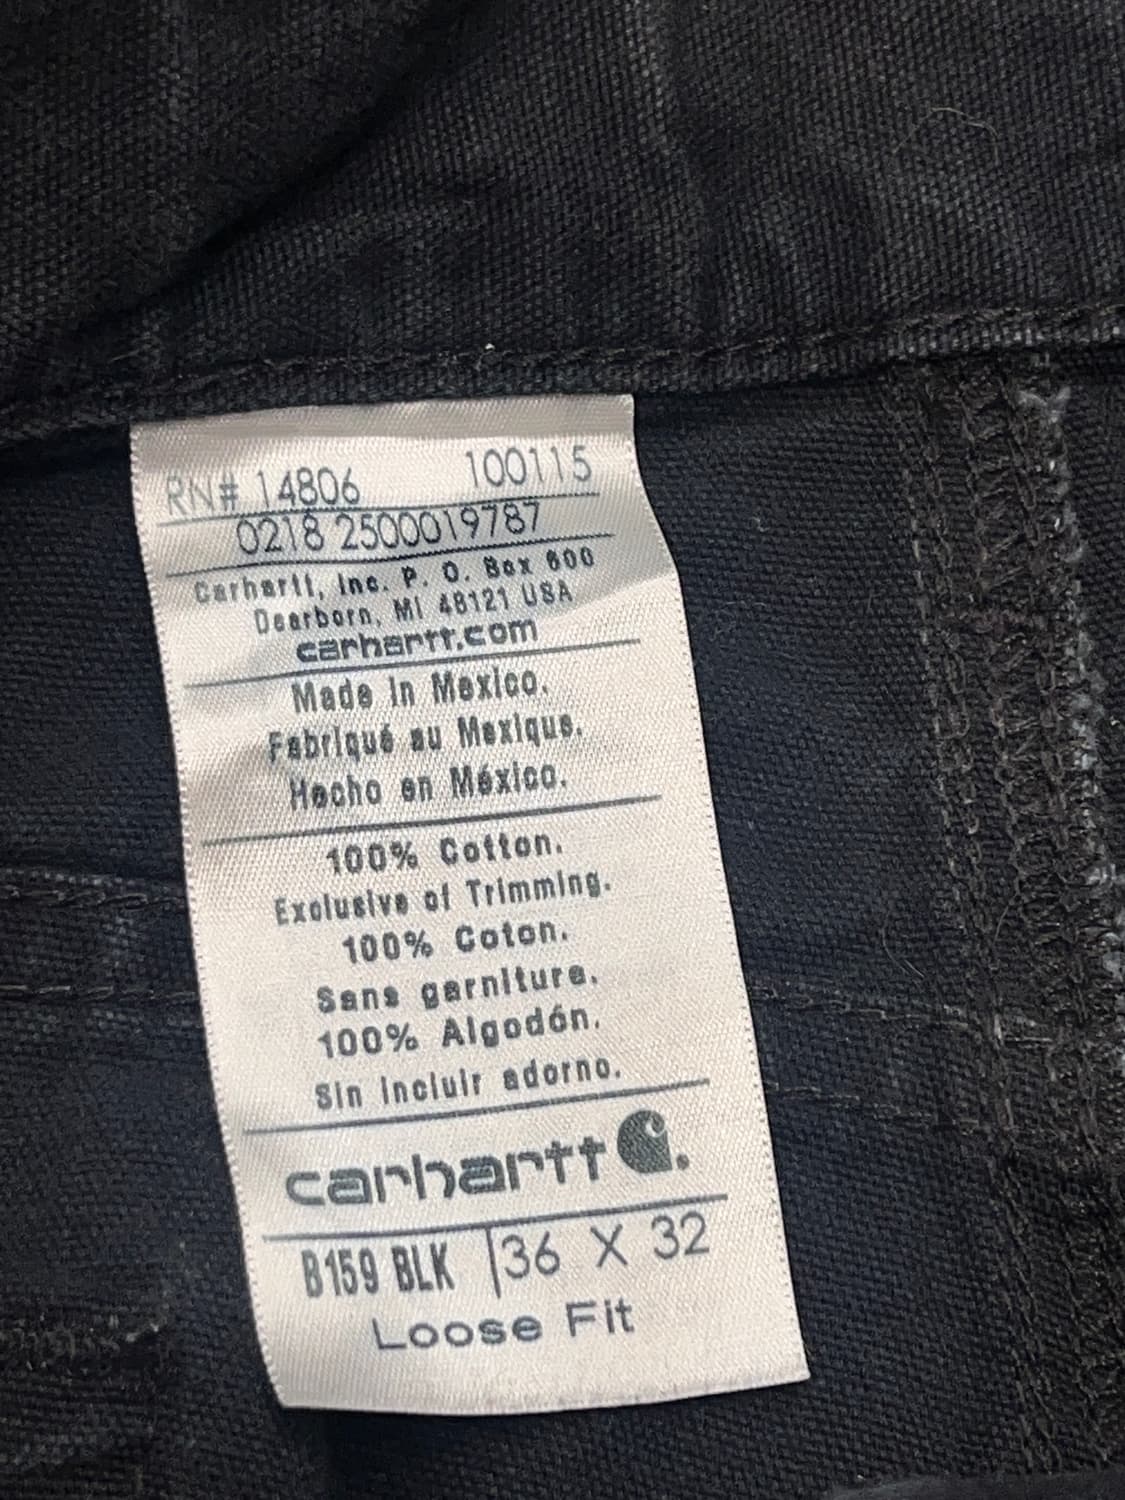 RN# 14806 100115
0218 2500019787
Carhartt, Inc. P. O. Box 600
Dearborn, MI 48121 USA
carhartt.com
Made in Mexico.
Fabriqué au Mexique.
Hecho en México.
100% Cotton.
Exclusive of Trimming.
100% Coton.
Sans garniture.
100% Algodón.
Sin incluir adorno.
carhartt
B159 BLK | 36 X 32
Loose Fit